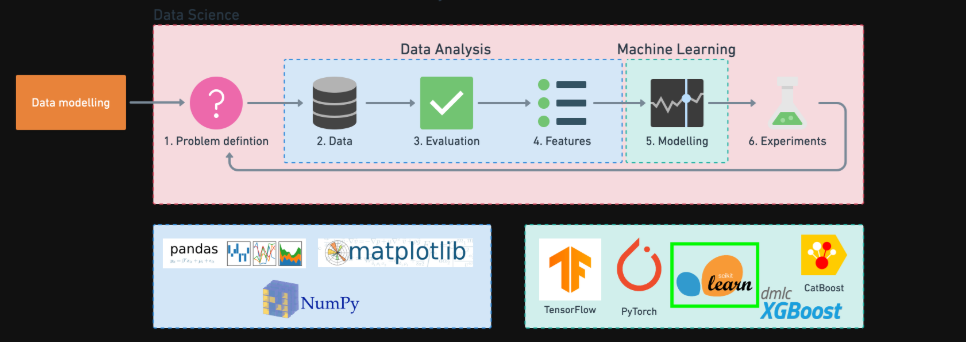 Data Science
Data Analysis
Machine Learning
Data modelling
?
1. Problem defintion
2. Data
3. Evaluation
4. Features
5. Modelling
6. Experiments
pandas
matplotlib
NumPy
TensorFlow
PyTorch
scikit
learn
CatBoost
dmlc
XGBoost